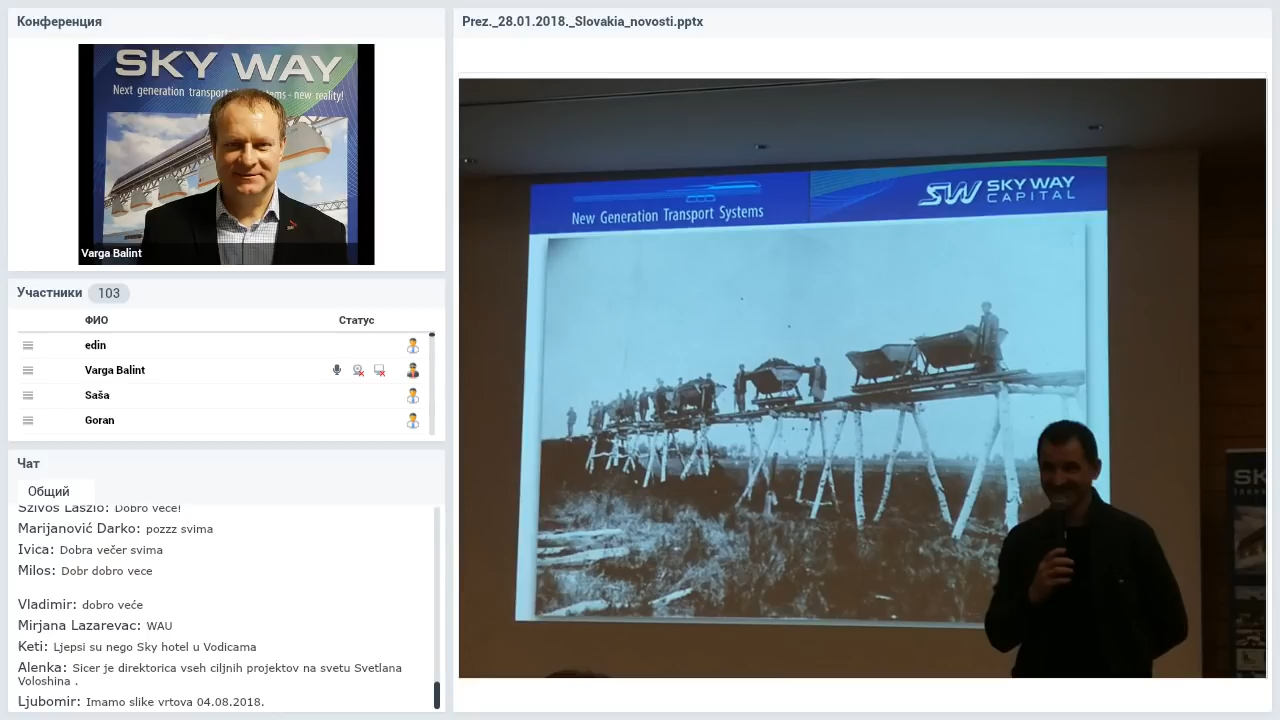 Конференция
SKY WAY
Next generation transport
ms - new reality!
Varga Balint
Участники 103
ФИО Статус
edin
Varga Balint
Saša
Goran
Чат
Общий
Szivos Laszlo: Dobro veče!
Marijanović Darko: pozzz svima
Ivica: Dobra večer svima
Milos: Dobr dobro vece
Vladimir: dobro veće
Mirjana Lazarevac: WAU
Keti: Ljepsi su nego Sky hotel u Vodicama
Alenka: Sicer je direktorica vseh ciljnih projektov na svetu Svetlana
Voloshina .
Ljubomir: Imamo slike vrtova 04.08.2018.
Prez._28.01.2018._Slovakia_novosti.pptx
New Generation Transport Systems
SW SKY WAY
CAPITAL
SK